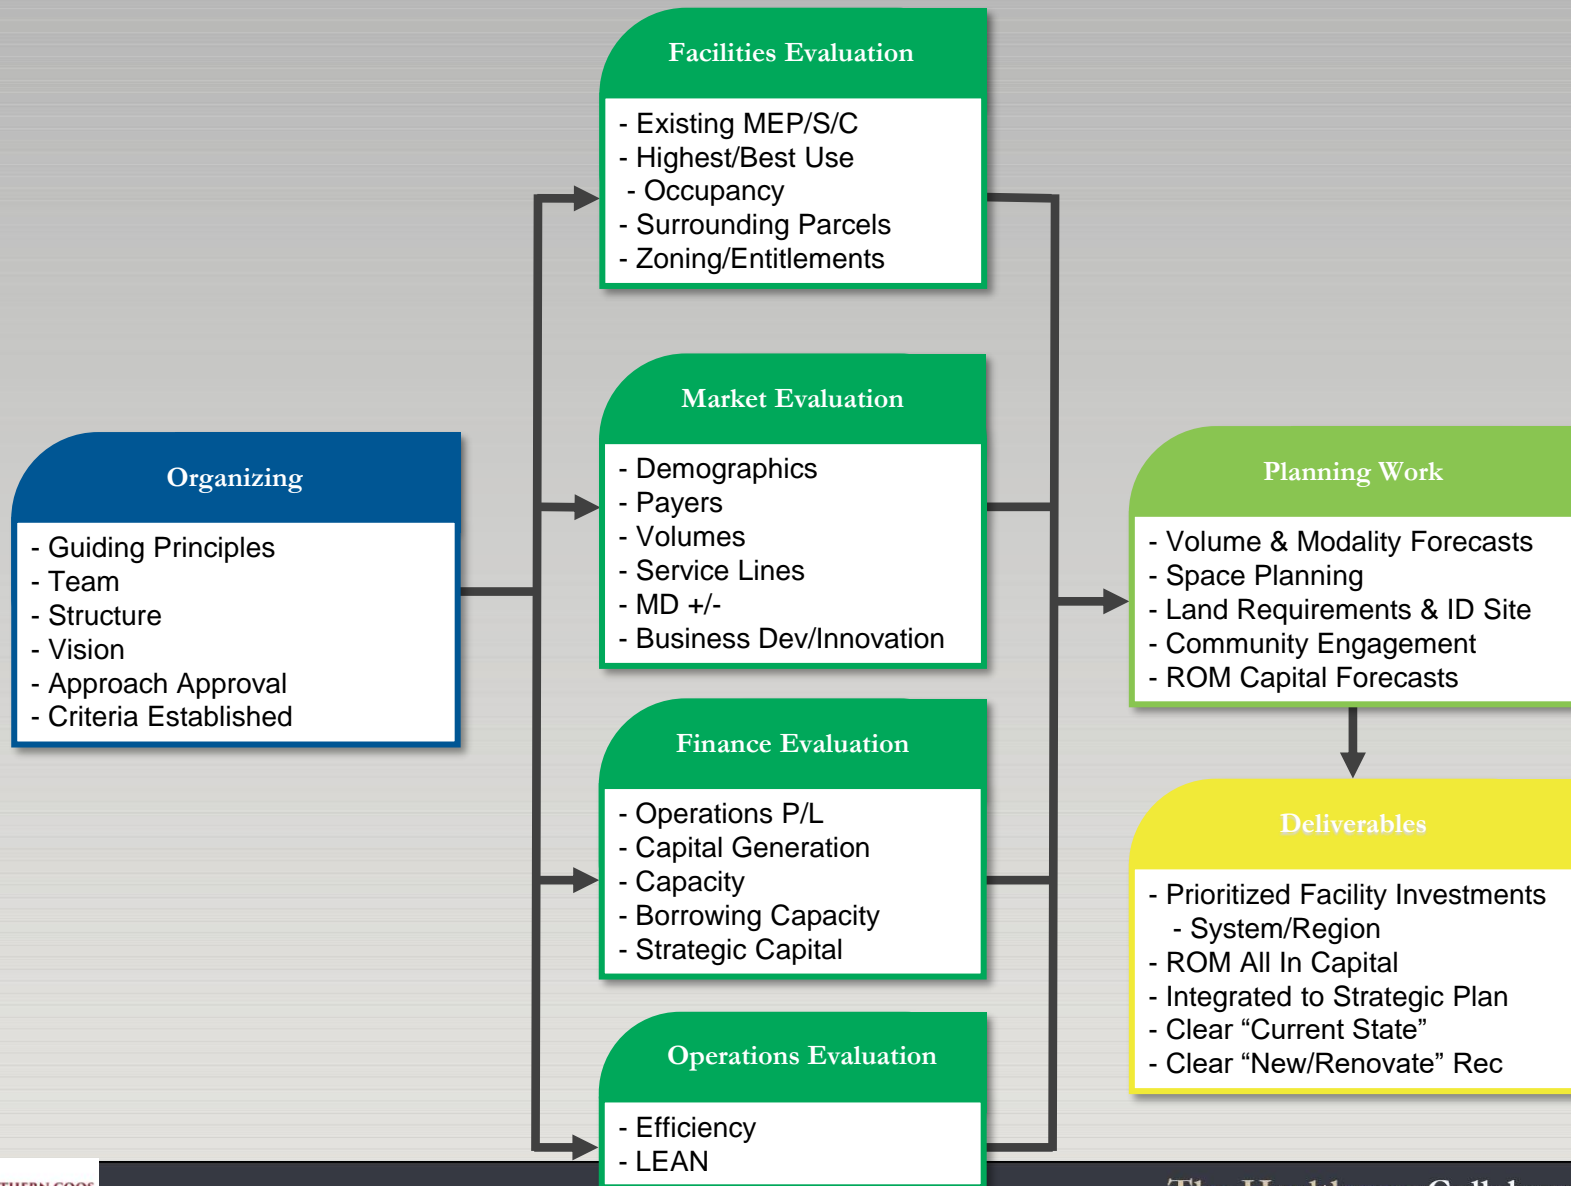 Facilities Evaluation
- Existing MEP/S/C
- Highest/Best Use
- Occupancy
- Surrounding Parcels
- Zoning/Entitlements
Market Evaluation
- Demographics
- Payers
- Volumes
- Service Lines
- MD +/-
- Business Dev/Innovation
Organizing
- Guiding Principles
- Team
- Structure
- Vision
- Approach Approval
- Criteria Established
Planning Work
- Volume & Modality Forecasts
- Space Planning
- Land Requirements & ID Site
- Community Engagement
- ROM Capital Forecasts
Finance Evaluation
- Operations P/L
- Capital Generation
- Capacity
- Borrowing Capacity
- Strategic Capital
Deliverables
- Prioritized Facility Investments
- System/Region
- ROM All In Capital
- Integrated to Strategic Plan
- Clear “Current State”
- Clear “New/Renovate” Rec
Operations Evaluation
- Efficiency
- LEAN